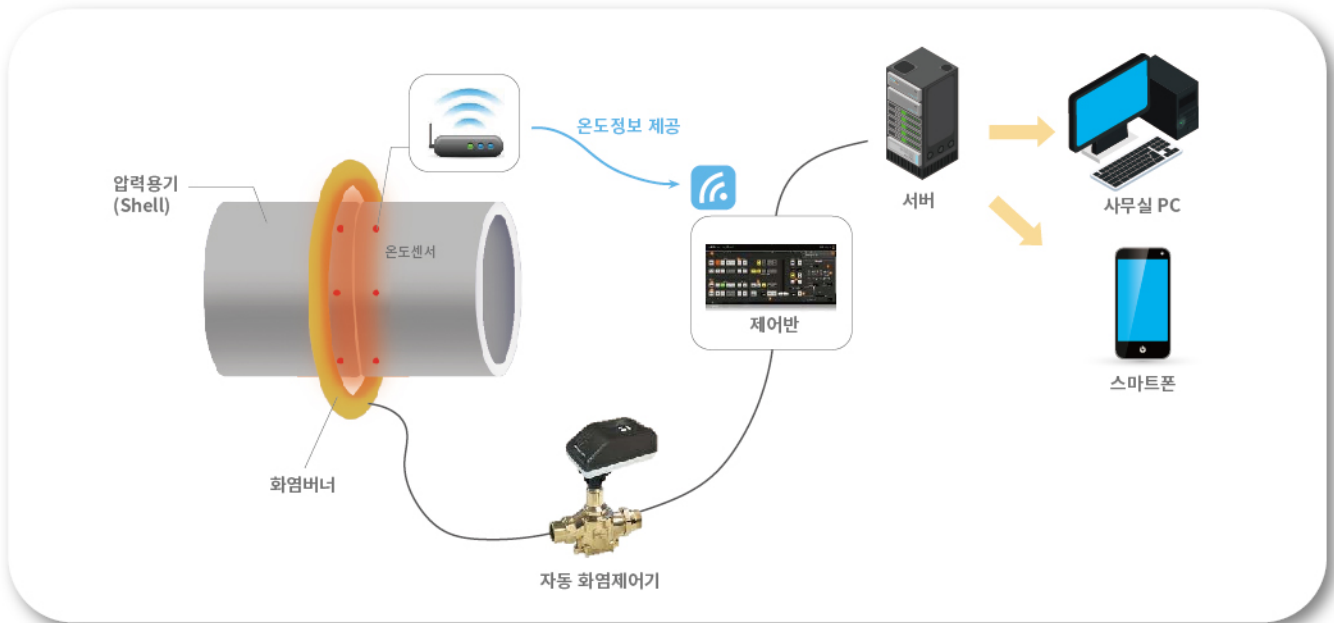 온도정보 제공
압력용기
(Shell)
온도센서
서버
사무실 PC
제어반
스마트폰
화염버너
자동 화염제어기